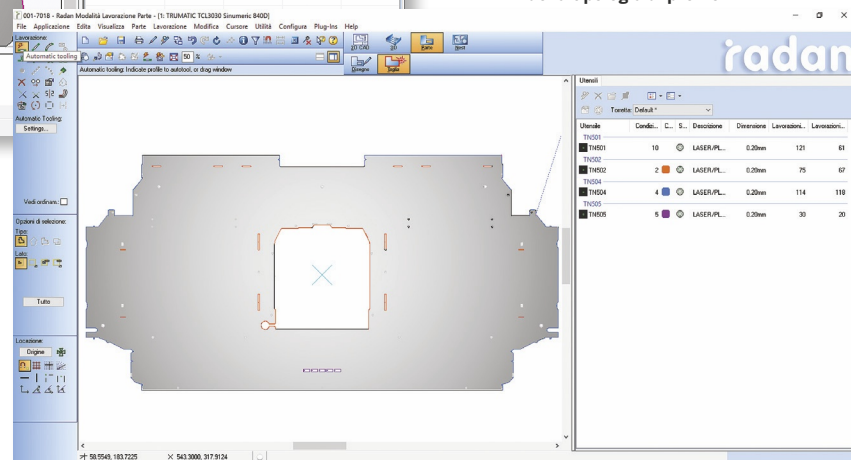 001-7018 - Radan Modalità Lavorazione Parte - [1: TRUMATIC TCL3030 Sinumeric 840D]
File Applicazione Edita Visualizza Parte Lavorazione Modifica Cursore Utilità Configura Plug-Ins Help
Lavorazione:
Automatic tooling
50 %
2D CAD
3D
Parte
Nest
Disegno
Taglia
radan
Automatic tooling: Indicate profile to autotool, or drag window
Automatic Tooling:
Settings...
Vedi ordinam.:
Opzioni di selezione:
Tipo:
Lato:
Tutto
Locazione:
Origine
Utensili
Torretta: Default *
Utensile Condizi... C... S... Descrizione Dimensione Lavorazioni... Lavorazioni...
TN501
TN501 10 LASER/PL... 0.20mm 121 61
TN502
TN502 2 LASER/PL... 0.20mm 75 67
TN504
TN504 4 LASER/PL... 0.20mm 114 118
TN505
TN505 5 LASER/PL... 0.20mm 30 20
58.5549, 183.7225 543.3000, 317.9124